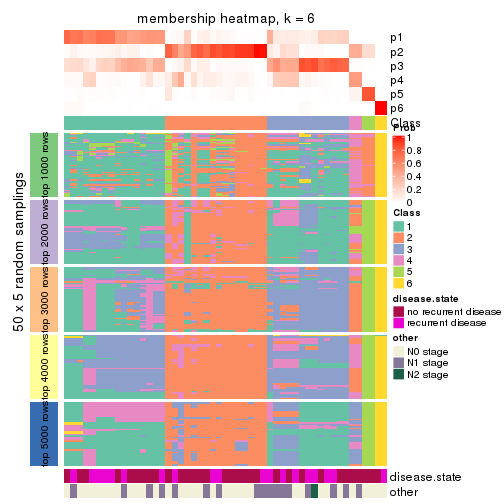 membership heatmap, k = 6
p1
p2
p3
p4
p5
p6
Class
Prob
1
0.8
0.6
0.4
0.2
0
Class
1
2
3
4
5
6
disease.state
no recurrent disease
recurrent disease
other
N0 stage
N1 stage
N2 stage
50 x 5 random samplings
top 1000 rows
top 2000 rows
top 3000 rows
top 4000 rows
top 5000 rows
disease.state
other